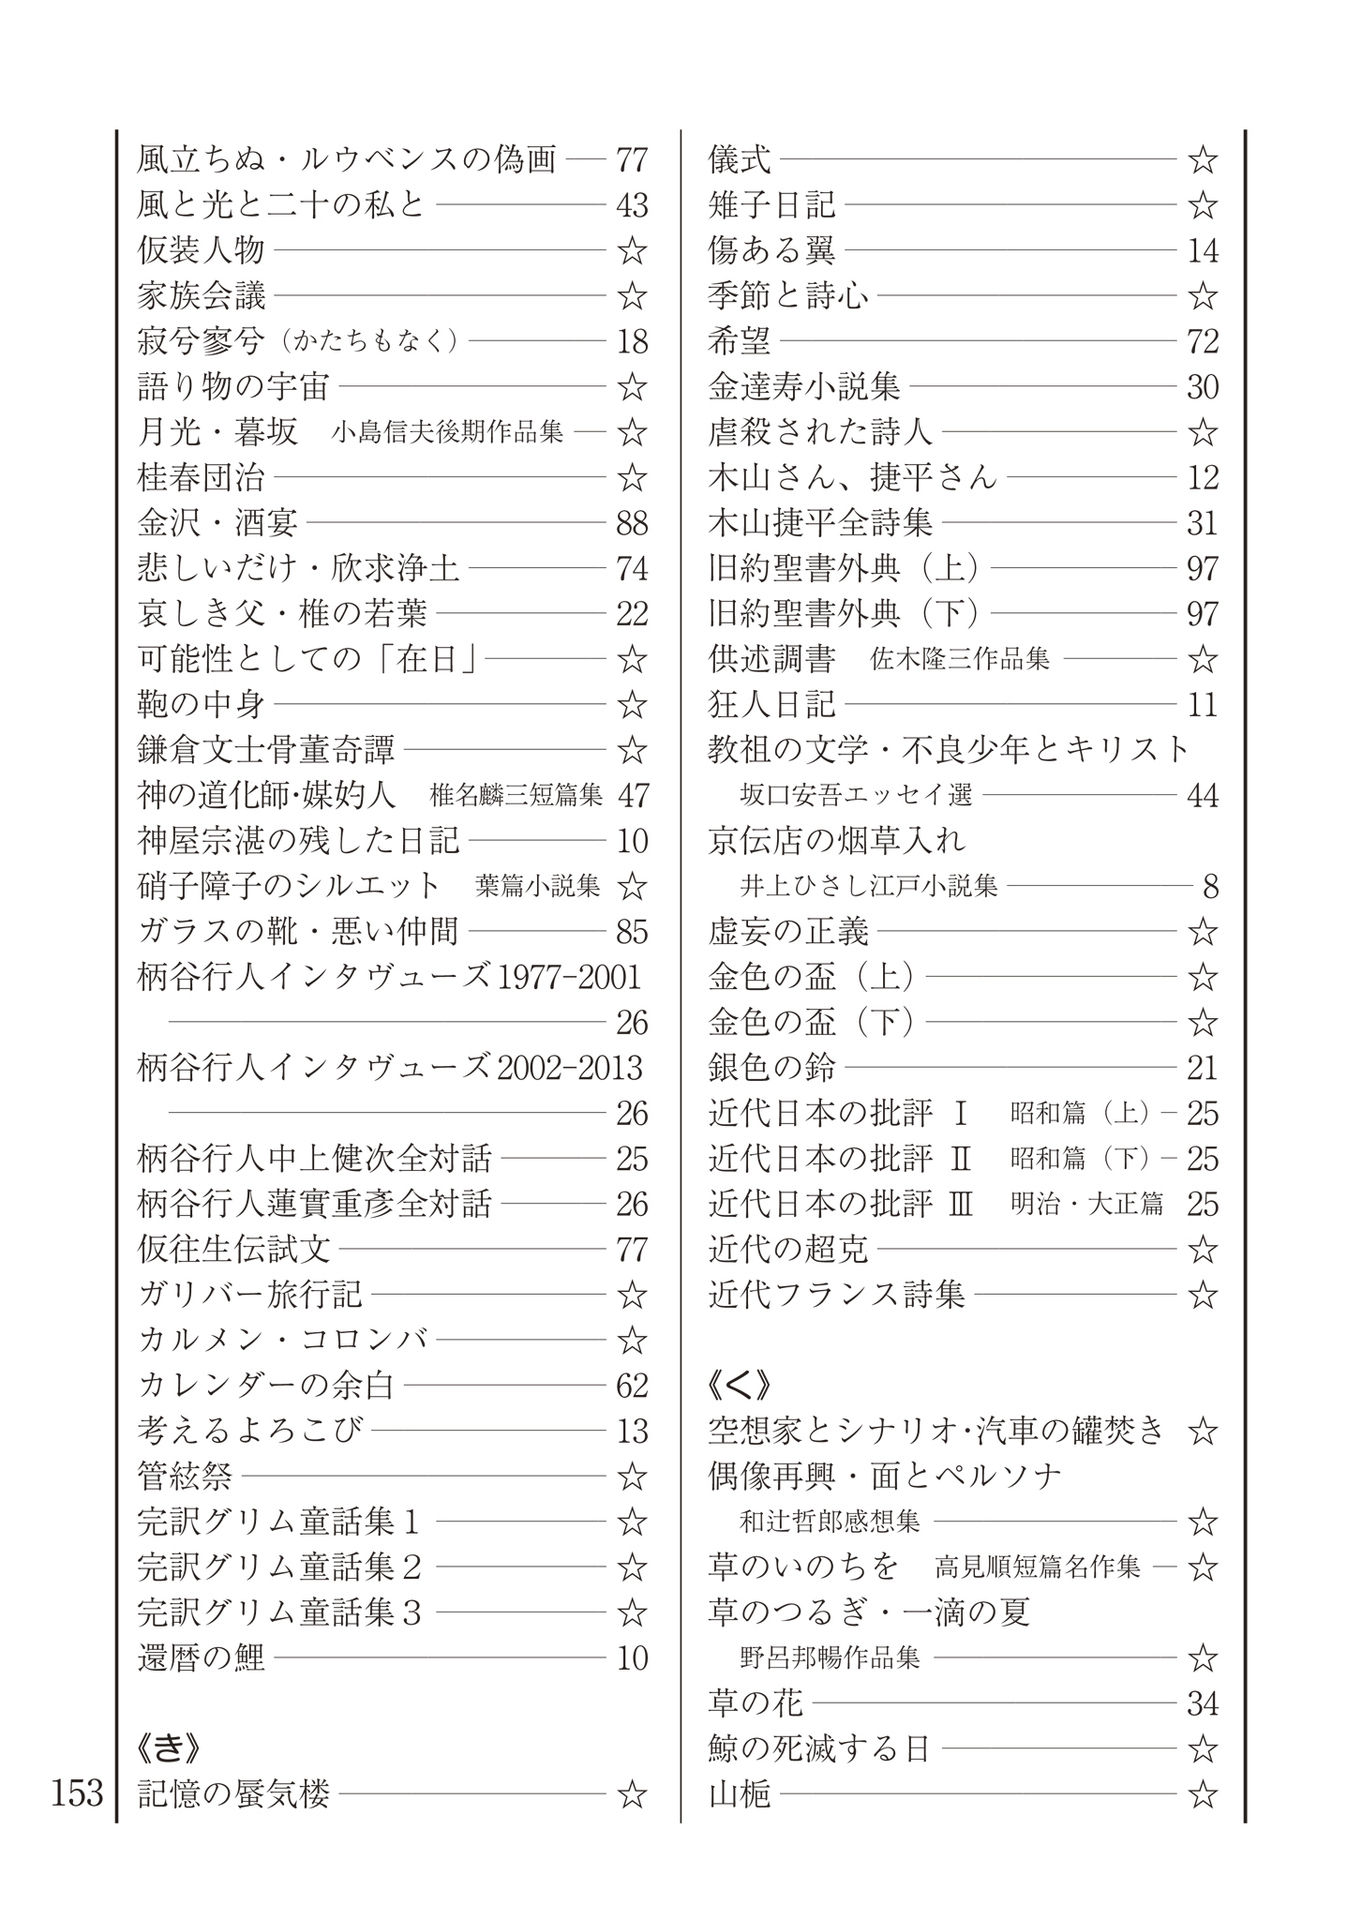 風立ちぬ・ルウベンスの偽画 77
風と光と二十の私と 43
仮装人物 ☆
家族会議 ☆
寂兮寥兮（かたちもなく） 18
語り物の宇宙 ☆
月光・暮坂　小島信夫後期作品集 ☆
桂春団治 ☆
金沢・酒宴 88
悲しいだけ・欣求浄土 74
哀しき父・椎の若葉 22
可能性としての「在日」 ☆
鞄の中身 ☆
鎌倉文士骨董奇譚 ☆
神の道化師・媒妁人　椎名麟三短篇集 47
神屋宗湛の残した日記 10
硝子障子のシルエット　葉篇小説集 ☆
ガラスの靴・悪い仲間 85
柄谷行人インタヴューズ1977-2001
26
柄谷行人インタヴューズ2002-2013
26
柄谷行人中上健次全対話 25
柄谷行人蓮實重彥全対話 26
仮往生伝試文 77
ガリバー旅行記 ☆
カルメン・コロンバ ☆
カレンダーの余白 62
考えるよろこび 13
管絃祭 ☆
完訳グリム童話集１ ☆
完訳グリム童話集２ ☆
完訳グリム童話集３ ☆
還暦の鯉 10
《き》
記憶の蜃気楼 ☆
153
儀式 ☆
雉子日記 ☆
傷ある翼 14
季節と詩心 ☆
希望 72
金達寿小説集 30
虐殺された詩人 ☆
木山さん、捷平さん 12
木山捷平全詩集 31
旧約聖書外典（上） 97
旧約聖書外典（下） 97
供述調書　佐木隆三作品集 ☆
狂人日記 11
教祖の文学・不良少年とキリスト
坂口安吾エッセイ選 44
京伝店の烟草入れ
井上ひさし江戸小説集 8
虚妄の正義 ☆
金色の盃（上） ☆
金色の盃（下） ☆
銀色の鈴 21
近代日本の批評 Ⅰ　昭和篇（上） 25
近代日本の批評 Ⅱ　昭和篇（下） 25
近代日本の批評 Ⅲ　明治・大正篇 25
近代の超克 ☆
近代フランス詩集 ☆
《く》
空想家とシナリオ・汽車の罐焚き ☆
偶像再興・面とペルソナ
和辻哲郎感想集 ☆
草のいのちを　高見順短篇名作集 ☆
草のつるぎ・一滴の夏
野呂邦暢作品集 ☆
草の花 34
鯨の死滅する日 ☆
山梔 ☆